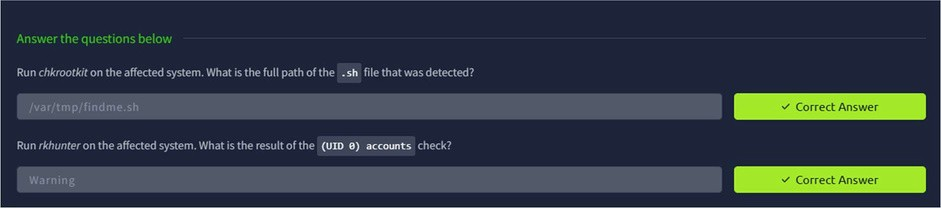 Answer the questions below
Run chkrootkit on the affected system. What is the full path of the .sh file that was detected?
/var/tmp/findme.sh
✓ Correct Answer
Run rkhunter on the affected system. What is the result of the (UID 0) accounts check?
Warning
✓ Correct Answer